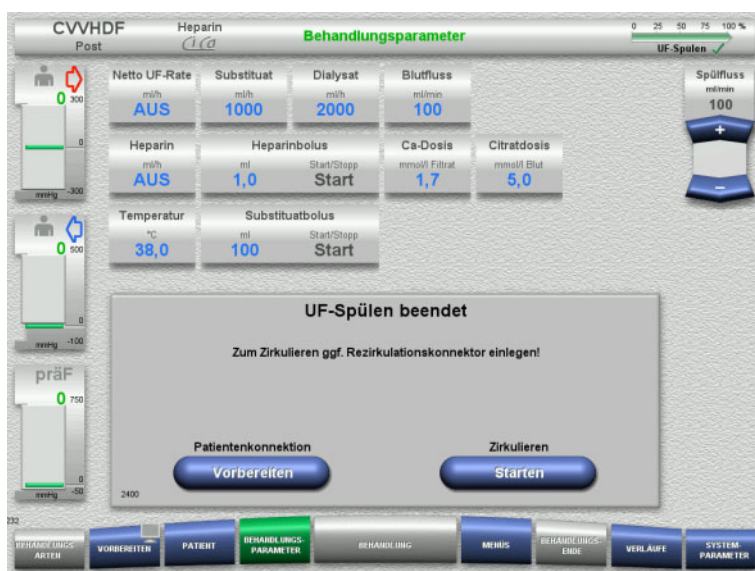 CVVHDF
Post
Heparin
Ci Ca
Behandlungsparameter
0 25 50 75 100 %
UF-Spülen
0 300
0
mmHg -300
0 500
0
mmHg -100
präF
0 750
0
mmHg -50
Netto UF-Rate
ml/h
AUS
Substituat
ml/h
1000
Dialysat
ml/h
2000
Blutfluss
ml/min
100
Spülfluss
ml/min
100
+
–
Heparin
ml/h
AUS
Heparinbolus
ml Start/Stopp
1,0 Start
Ca-Dosis
mmol/l Filtrat
1,7
Citratdosis
mmol/l Blut
5,0
Temperatur
°C
38,0
Substituatbolus
ml Start/Stopp
100 Start
UF-Spülen beendet
Zum Zirkulieren ggf. Rezirkulationskonnektor einlegen!
Patientenkonnektion
Vorbereiten
Zirkulieren
Starten
2400
232
BEHANDLUNGS-
ARTEN
VORBEREITEN
PATIENT
BEHANDLUNGS-
PARAMETER
BEHANDLUNG
MENÜS
BEHANDLUNGS-
ENDE
VERLÄUFE
SYSTEM-
PARAMETER